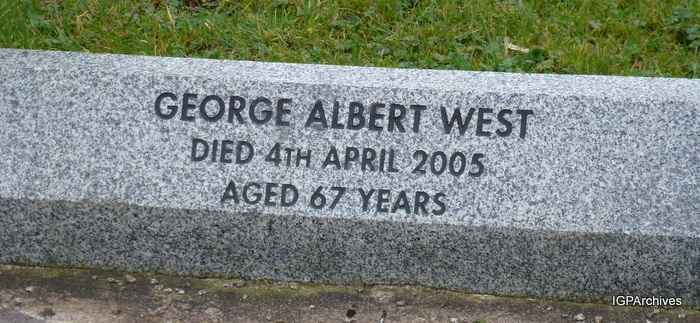 GEORGE ALBERT WEST
DIED 4TH APRIL 2005
AGED 67 YEARS
IGPArchives